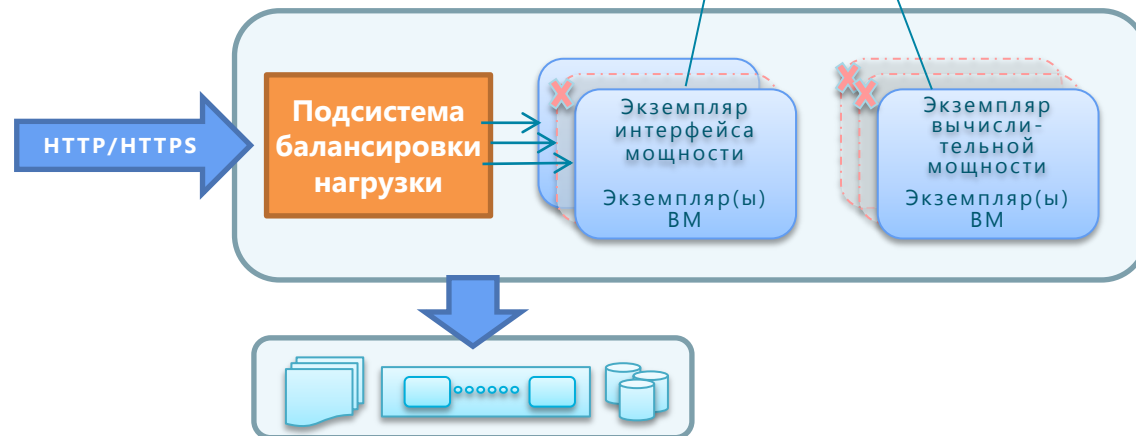 HTTP/HTTPS
Подсистема
балансировки
нагрузки
Экземпляр
интерфейса
мощности
Экземпляр(ы)
ВМ
Экземпляр
вычисли-
тельной
мощности
Экземпляр(ы)
ВМ